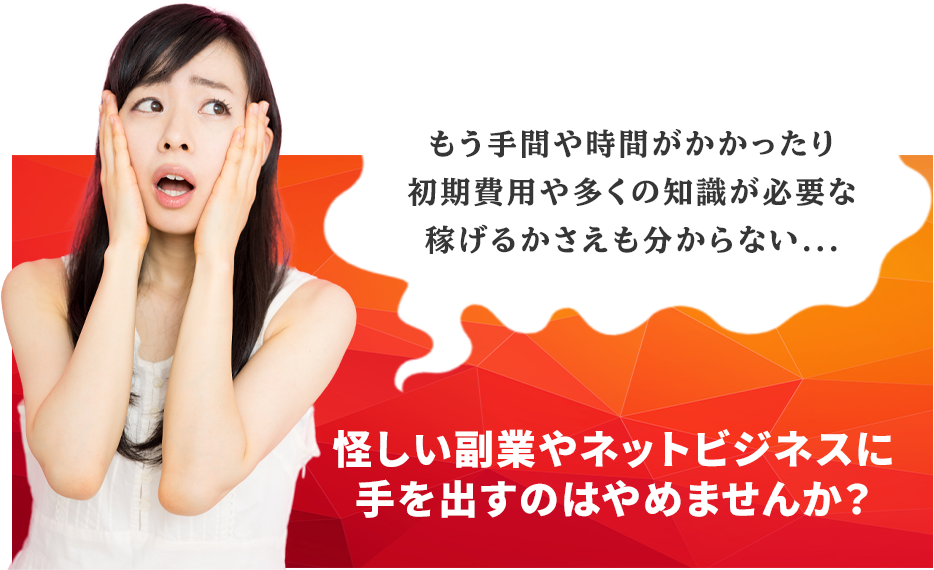 もう手間や時間がかかったり
初期費用や多くの知識が必要な
稼げるかさえも分からない...
怪しい副業やネットビジネスに
手を出すのはやめませんか?